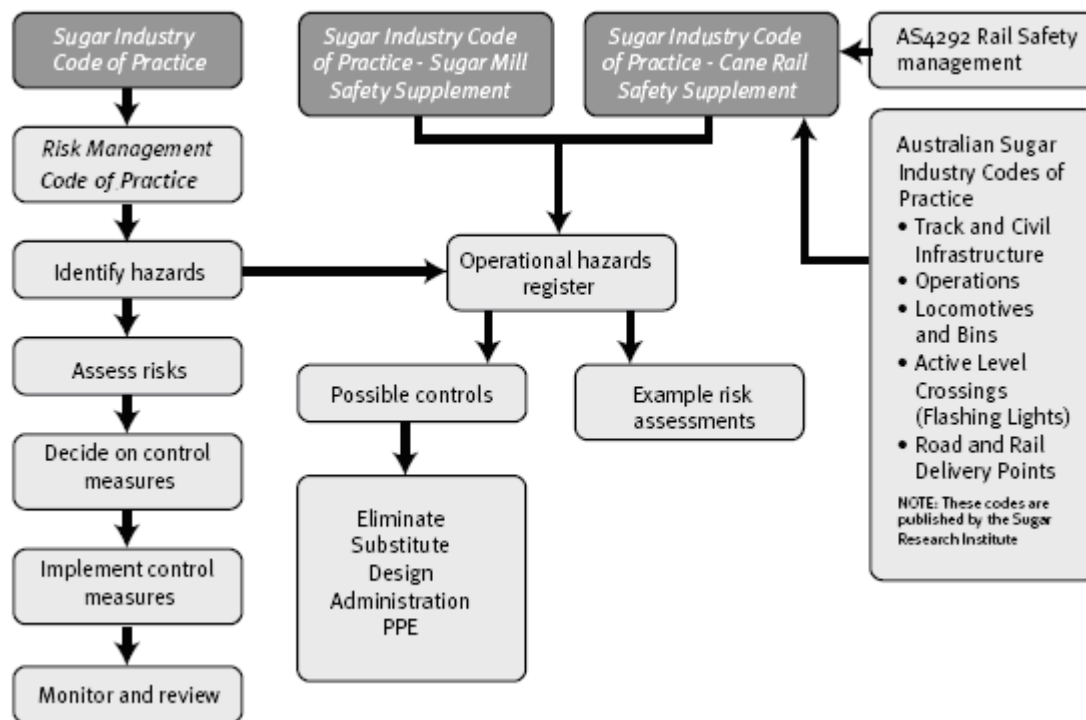 Sugar Industry
Code of Practice
Risk Management
Code of Practice
Identify hazards
Assess risks
Decide on control
measures
Implement control
measures
Monitor and review
Sugar Industry Code
of Practice - Sugar Mill
Safety Supplement
Sugar Industry Code
of Practice - Cane Rail
Safety Supplement
Operational hazards
register
Possible controls
Example risk
assessments
Eliminate
Substitute
Design
Administration
PPE
AS4292 Rail Safety
management
Australian Sugar
Industry Codes of
Practice
• Track and Civil
Infrastructure
• Operations
• Locomotives
and Bins
• Active Level
Crossings
(Flashing Lights)
• Road and Rail
Delivery Points
NOTE: These codes are
published by the Sugar
Research Institute